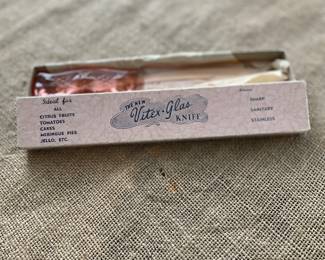 Ideal for
ALL
CITRUS FRUITS
TOMATOES
CAKES
MERINGUE PIES
JELLO, ETC.
THE NEW
Vitex-Glas
KNIFE
SHARP
SANITARY
STAINLESS